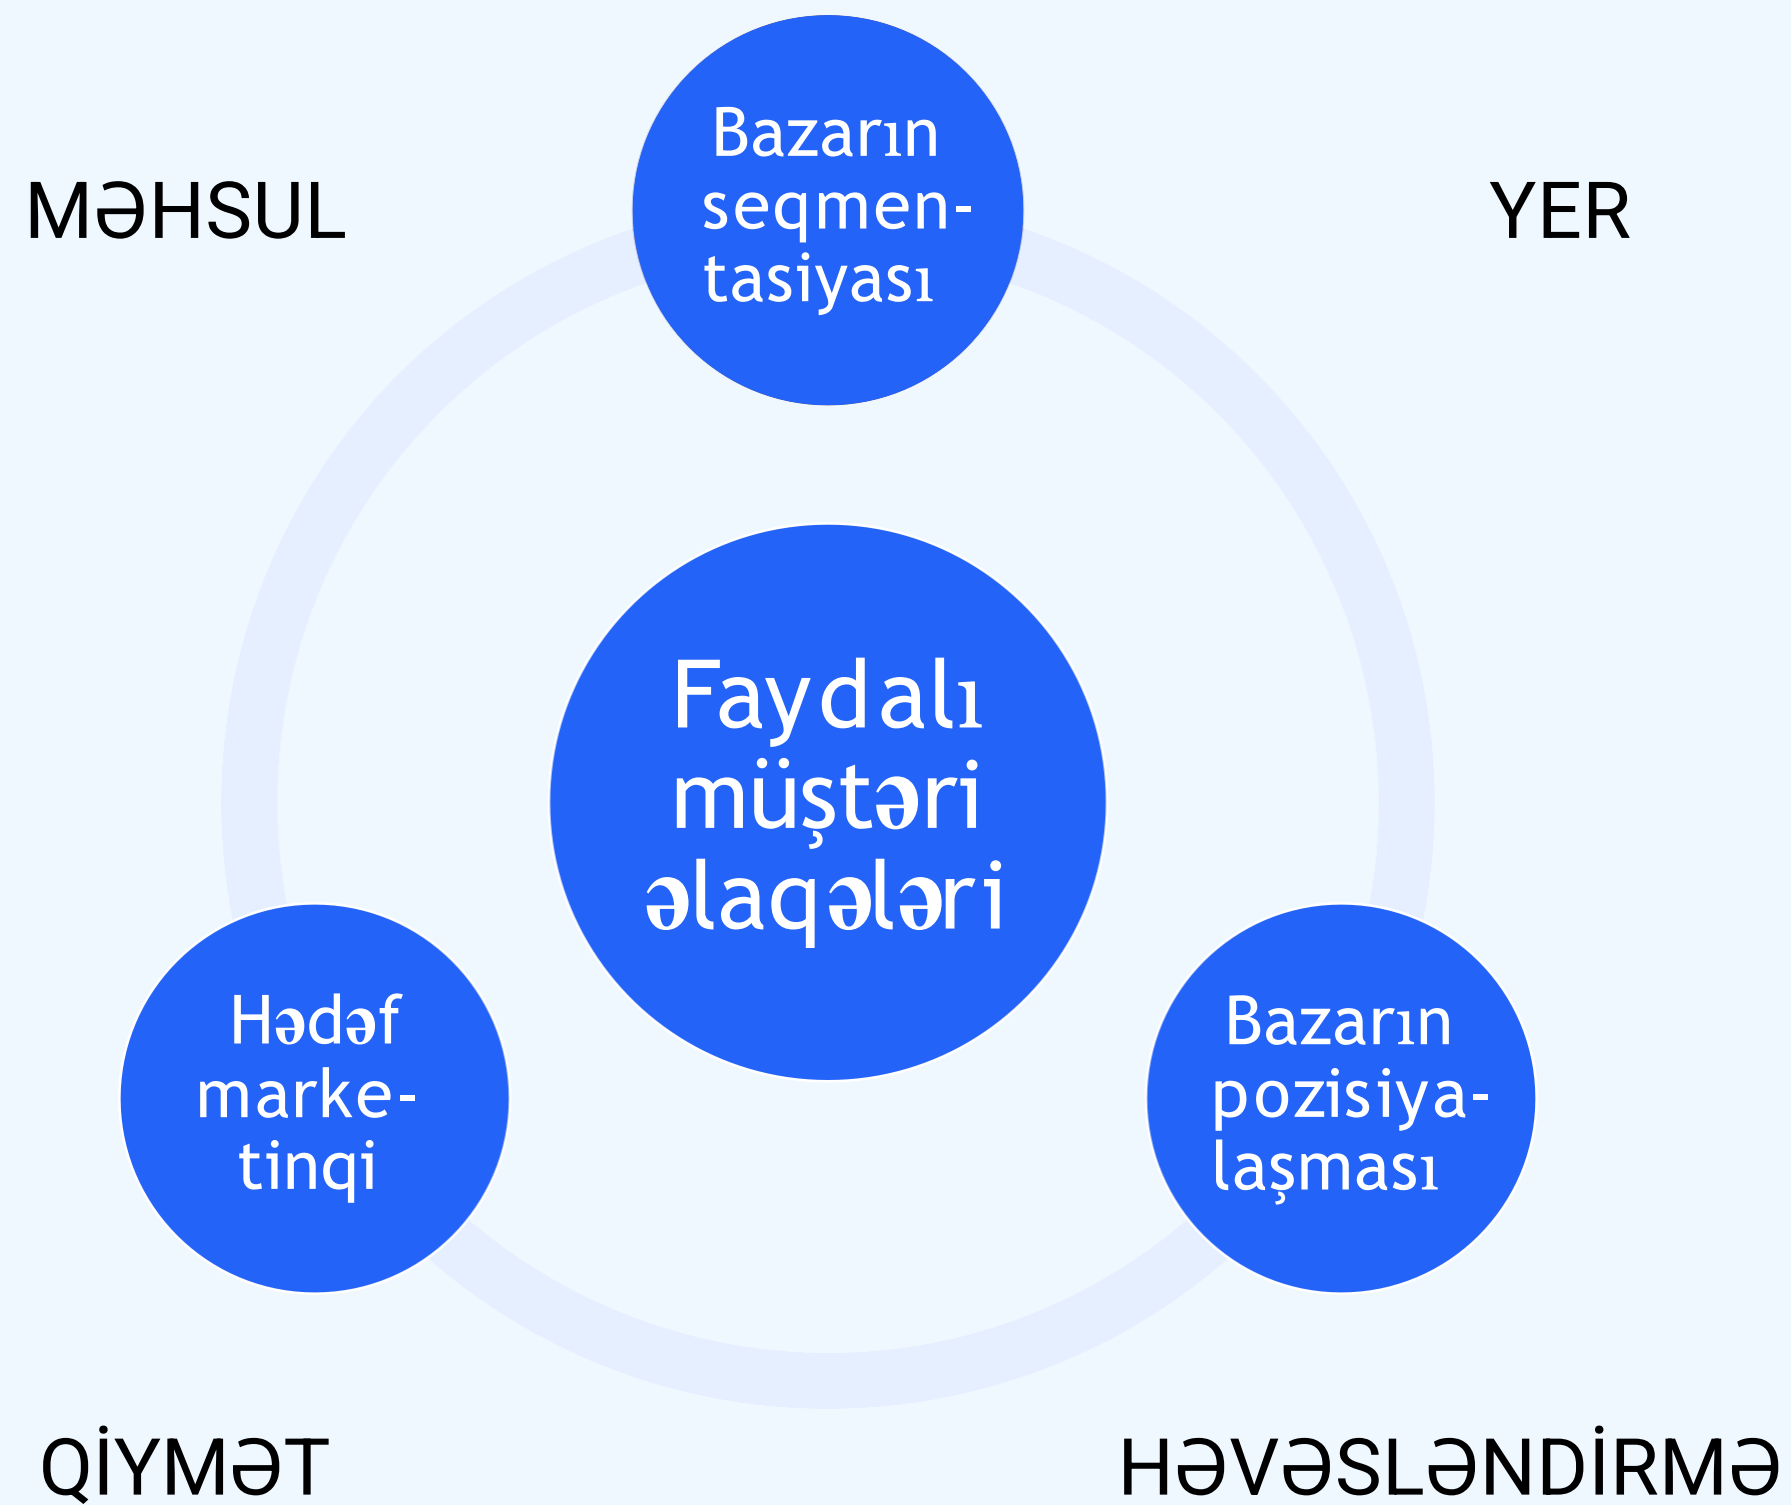 Bazarın
seqmen-
tasiyası
MƏHSUL
YER
Faydalı
müştəri
əlaqələri
Hədəf
marke-
tinqi
Bazarın
pozisiya-
laşması
QİYMƏT
HƏVƏSLƏNDİRMƏ